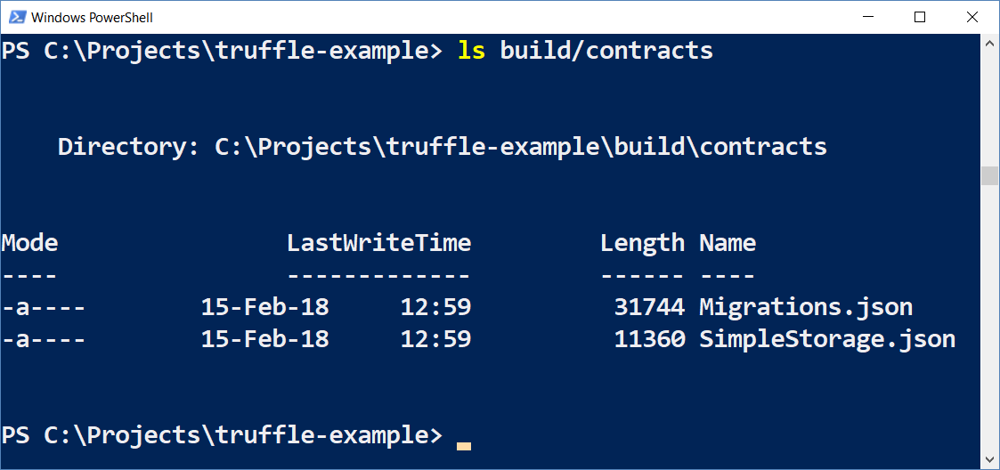 Windows PowerShell
PS C:\Projects\truffle-example> ls build/contracts
    Directory: C:\Projects\truffle-example\build\contracts
Mode                LastWriteTime         Length Name
----                -------------         ------ ----
-a----        15-Feb-18     12:59          31744 Migrations.json
-a----        15-Feb-18     12:59          11360 SimpleStorage.json
PS C:\Projects\truffle-example>